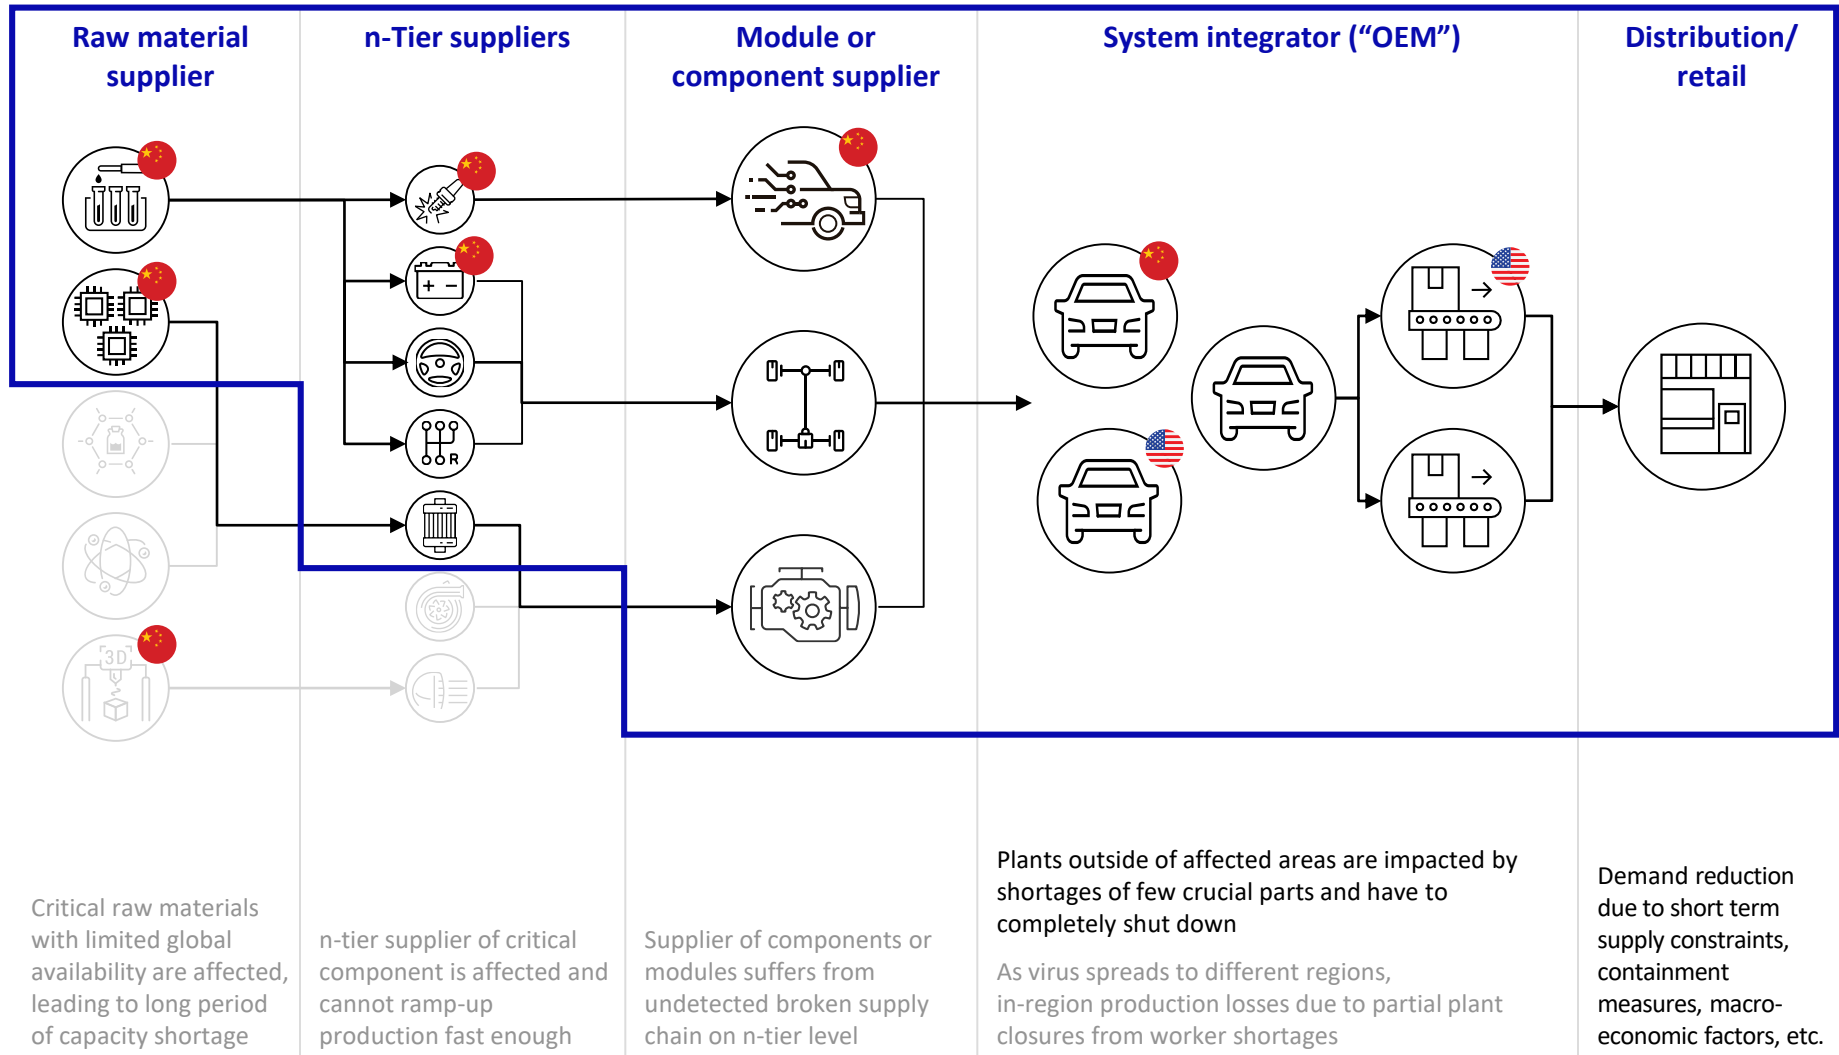 Raw material
supplier
n-Tier suppliers
Module or
component supplier
System integrator (“OEM”)
Distribution/
retail
+ −
R
3D
Critical raw materials
with limited global
availability are affected,
leading to long period
of capacity shortage
n-tier supplier of critical
component is affected and
cannot ramp-up
production fast enough
Supplier of components or
modules suffers from
undetected broken supply
chain on n-tier level
Plants outside of affected areas are impacted by
shortages of few crucial parts and have to
completely shut down
As virus spreads to different regions,
in-region production losses due to partial plant
closures from worker shortages
Demand reduction
due to short term
supply constraints,
containment
measures, macro-
economic factors, etc.